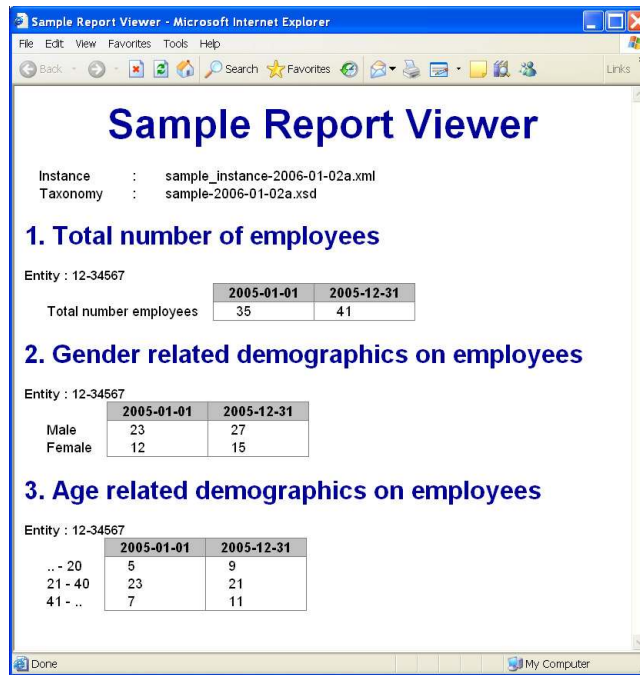 Sample Report Viewer - Microsoft Internet Explorer
File Edit View Favorites Tools Help
Back Search Favorites Links
Sample Report Viewer
Instance : sample_instance-2006-01-02a.xml
Taxonomy : sample-2006-01-02a.xsd
1. Total number of employees
Entity : 12-34567
2005-01-01 2005-12-31
Total number employees 35 41
2. Gender related demographics on employees
Entity : 12-34567
2005-01-01 2005-12-31
Male 23 27
Female 12 15
3. Age related demographics on employees
Entity : 12-34567
2005-01-01 2005-12-31
.. - 20 5 9
21 - 40 23 21
41 - .. 7 11
Done My Computer